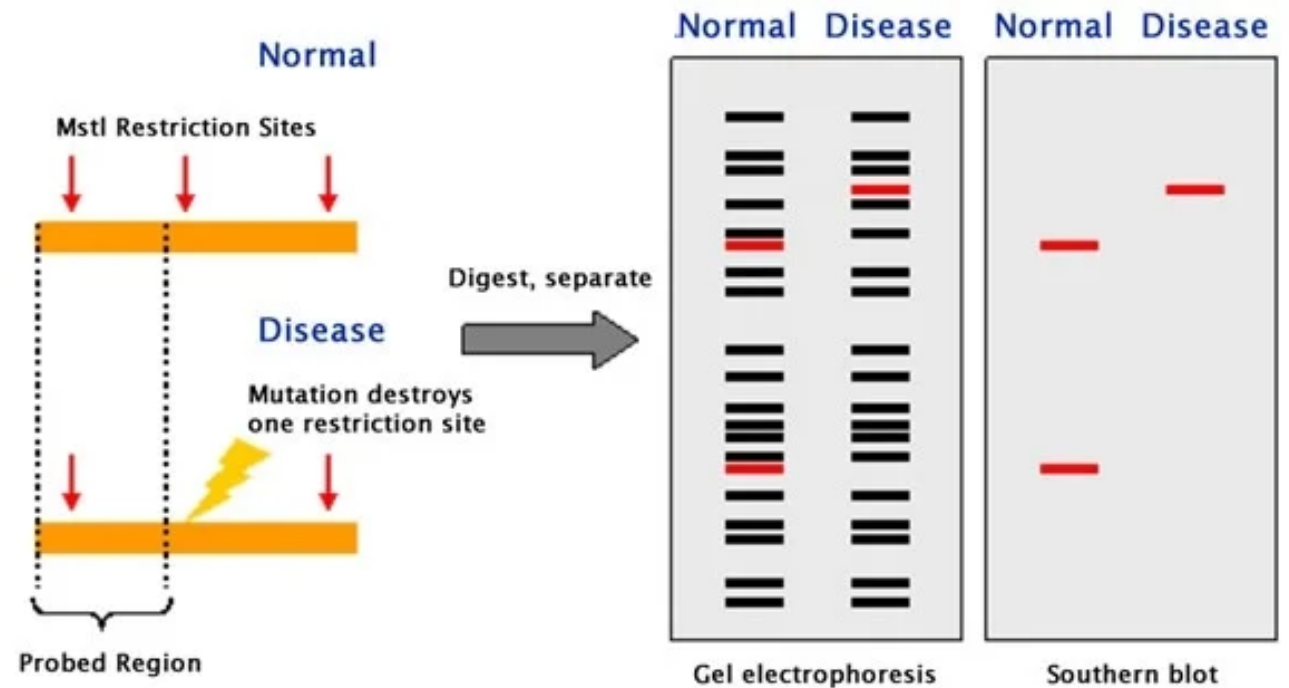 Normal
MstI Restriction Sites
Disease
Mutation destroys
one restriction site
Probed Region
Digest, separate
Normal Disease
Gel electrophoresis
Normal Disease
Southern blot